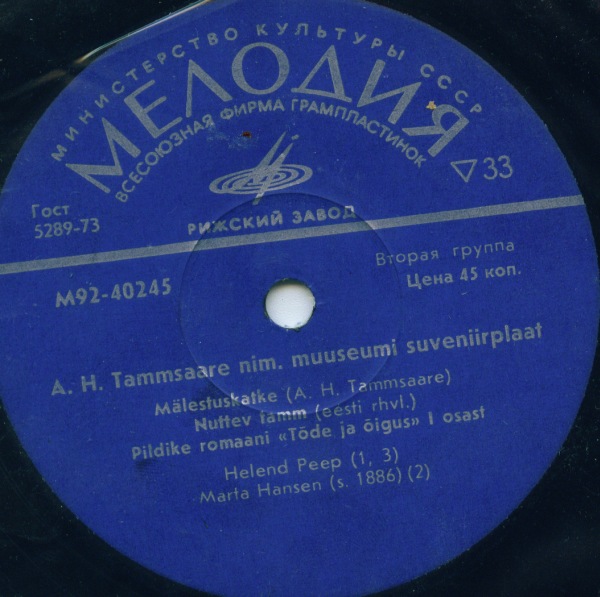 МИНИСТЕРСТВО КУЛЬТУРЫ СССР
МЕЛОДИЯ
ВСЕСОЮЗНАЯ ФИРМА ГРАМПЛАСТИНОК
▽33
Гост
5289-73
РИЖСКИЙ ЗАВОД
Вторая группа
Цена 45 коп.
М92-40245
A. H. Tammsaare nim. muuseumi suveniirplaat
Mälestuskatke (A. H. Tammsaare)
Nuttev tamm (eesti rhvl.)
Pildike romaani «Tõde ja õigus» I osast
Helend Peep (1, 3)
Marta Hansen (s. 1886) (2)